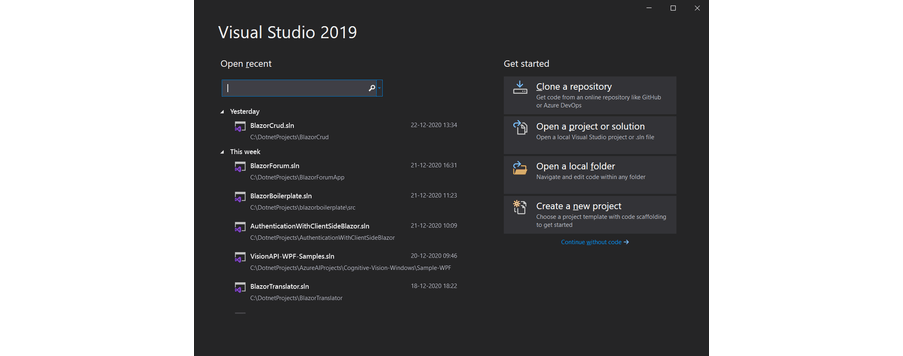 Visual Studio 2019
Open recent
Yesterday
BlazorCrud.sln 22-12-2020 13:34
C:\DotnetProjects\BlazorCrud
This week
BlazorForum.sln 21-12-2020 16:31
C:\DotnetProjects\BlazorForumApp
BlazorBoilerplate.sln 21-12-2020 11:23
C:\DotnetProjects\blazorboilerplate\src
AuthenticationWithClientSideBlazor.sln 21-12-2020 10:09
C:\DotnetProjects\AuthenticationWithClientSideBlazor
VisionAPI-WPF-Samples.sln 20-12-2020 09:46
C:\DotnetProjects\AzureAIProjects\Cognitive-Vision-Windows\Sample-WPF
BlazorTranslator.sln 18-12-2020 18:22
C:\DotnetProjects\BlazorTranslator
Get started
Clone a repository
Get code from an online repository like GitHub
or Azure DevOps
Open a project or solution
Open a local Visual Studio project or .sln file
Open a local folder
Navigate and edit code within any folder
Create a new project
Choose a project template with code scaffolding
to get started
Continue without code →